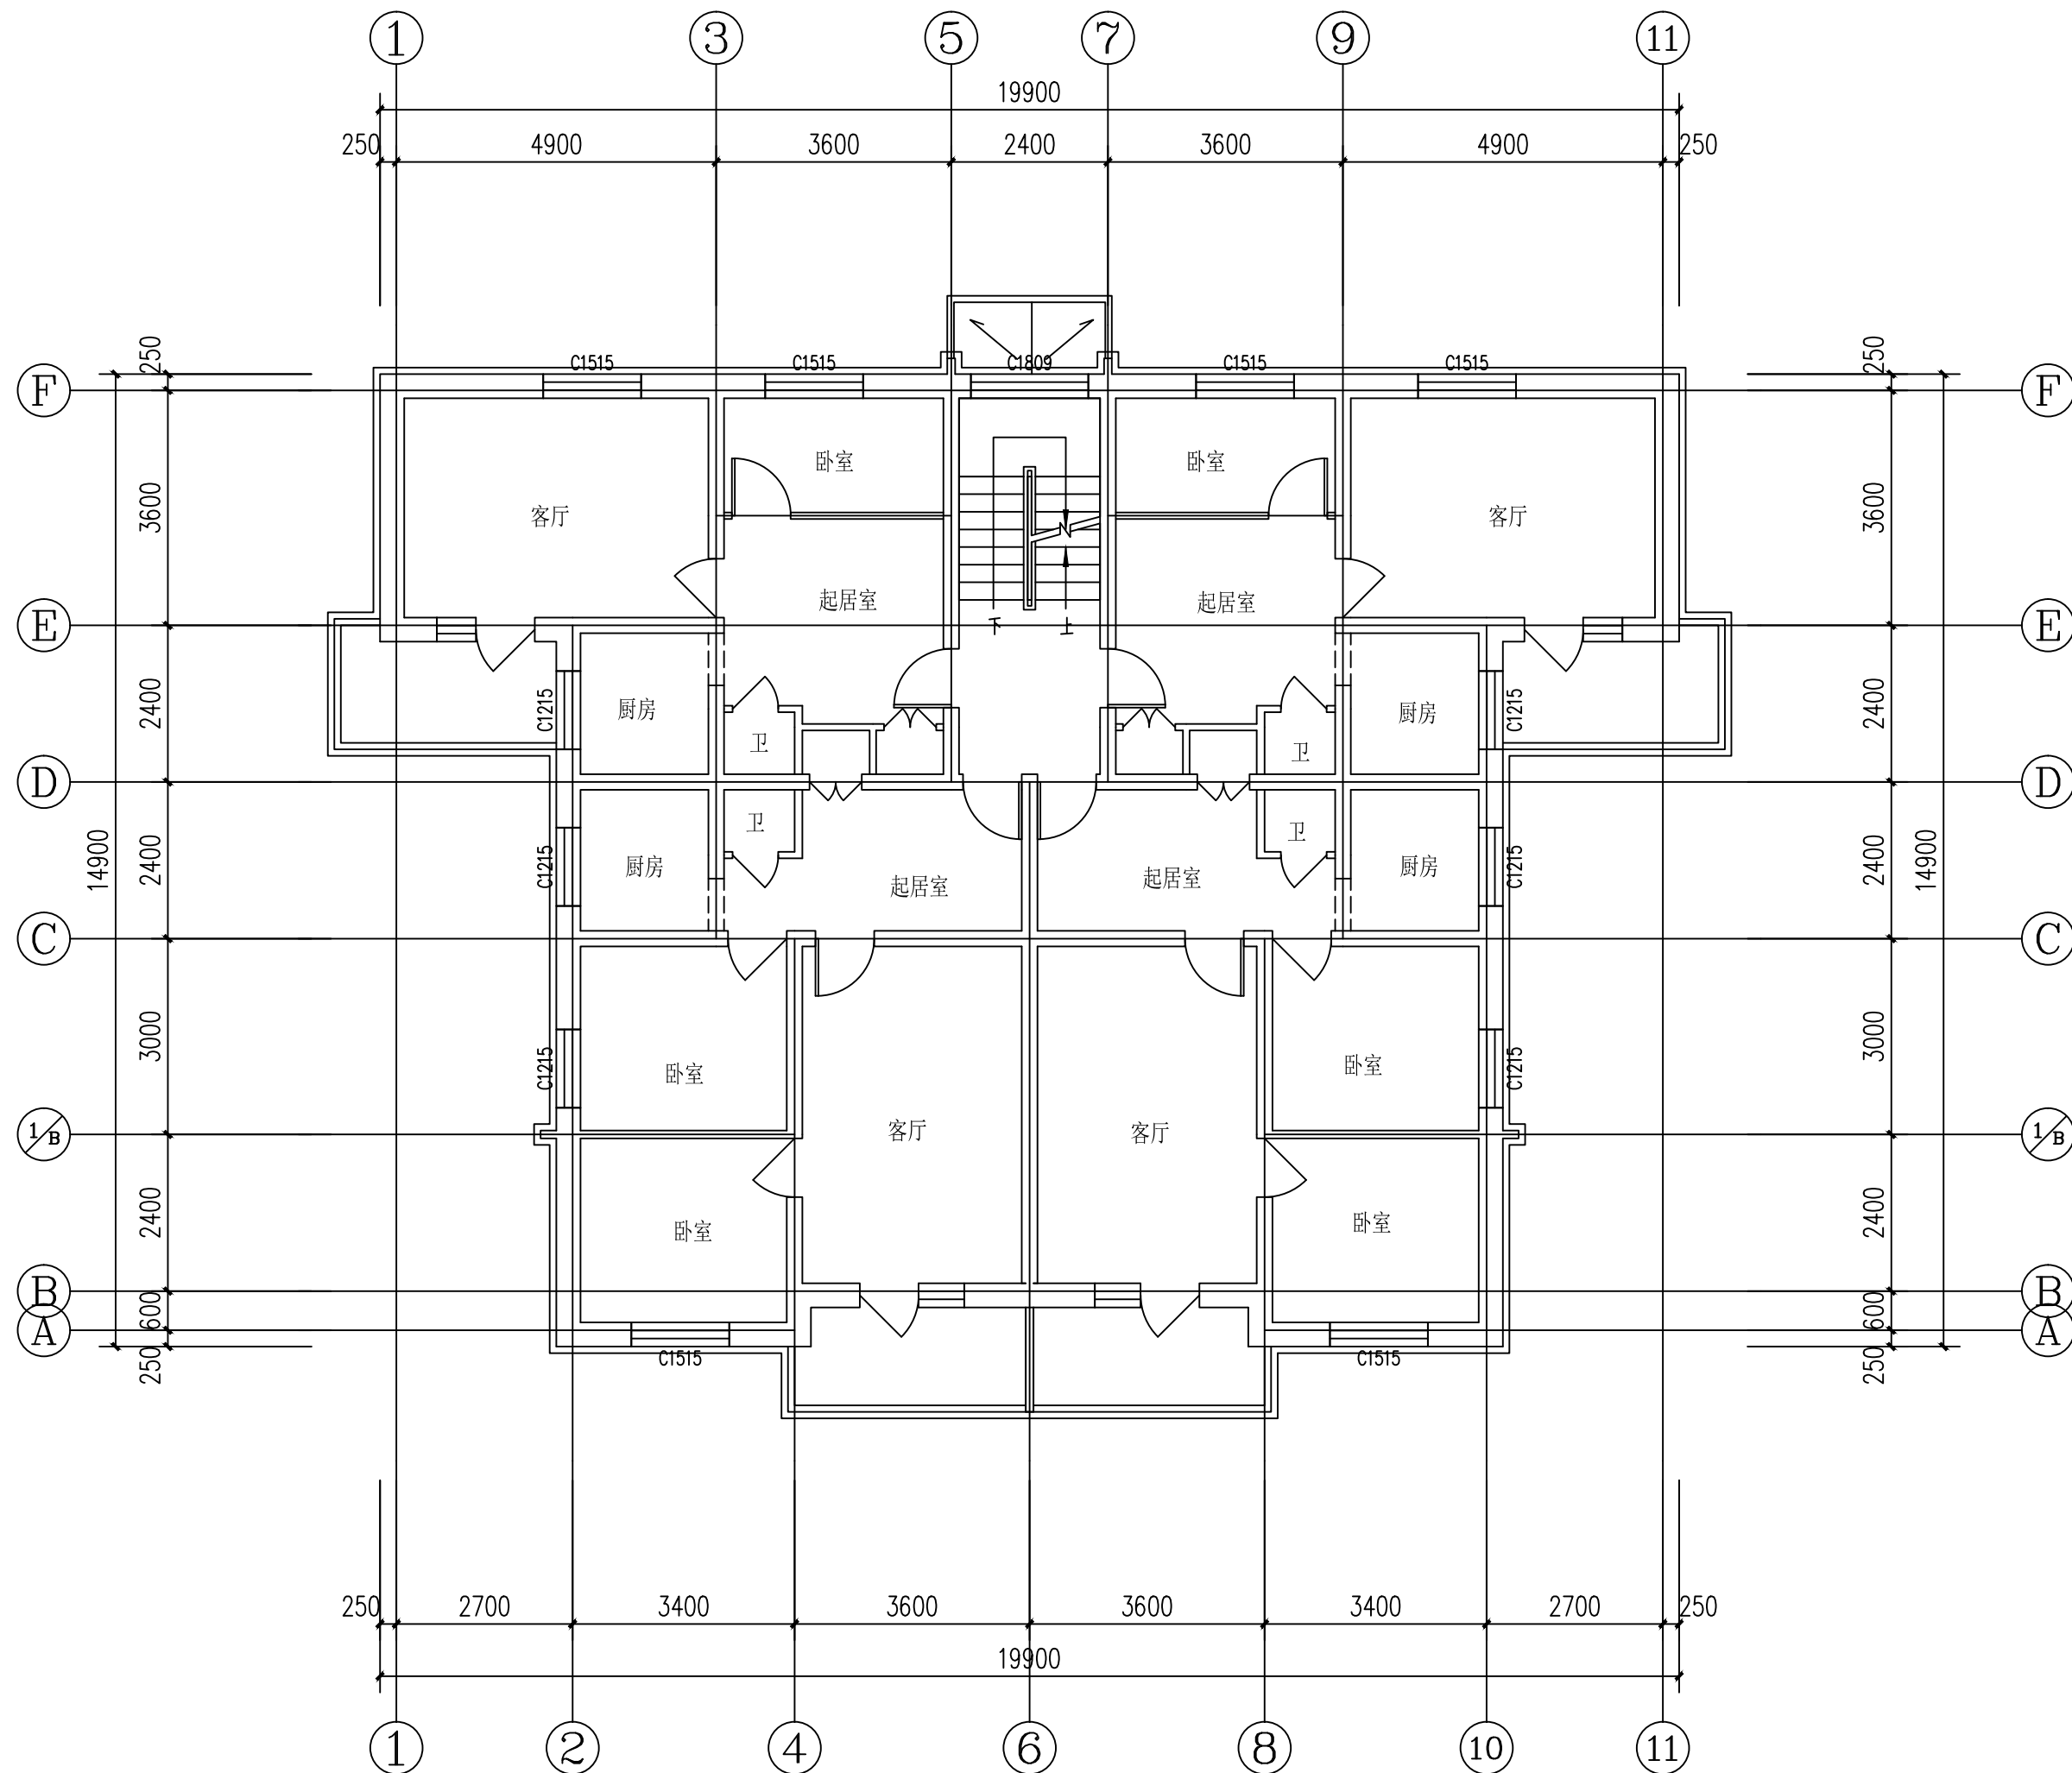 1 3 5 7 9 11
19900
250 4900 3600 2400 3600 4900 250
C1515 C1515 C1809 C1515 C1515
250 250
F F
卧室 卧室
3600 客厅 客厅 3600
起居室 起居室
E 下 上 E
2400 C1215 厨房 厨房 C1215 2400
卫 卫
D D
卫 卫
14900 2400 C1215 厨房 厨房 C1215 2400 14900
起居室 起居室
C C
3000 C1215 卧室 卧室 C1215 3000
客厅 客厅
1/B 1/B
2400 卧室 卧室 2400
B B
600 600
A A
250 C1515 C1515 250
250 2700 3400 3600 3600 3400 2700 250
19900
1 2 4 6 8 10 11